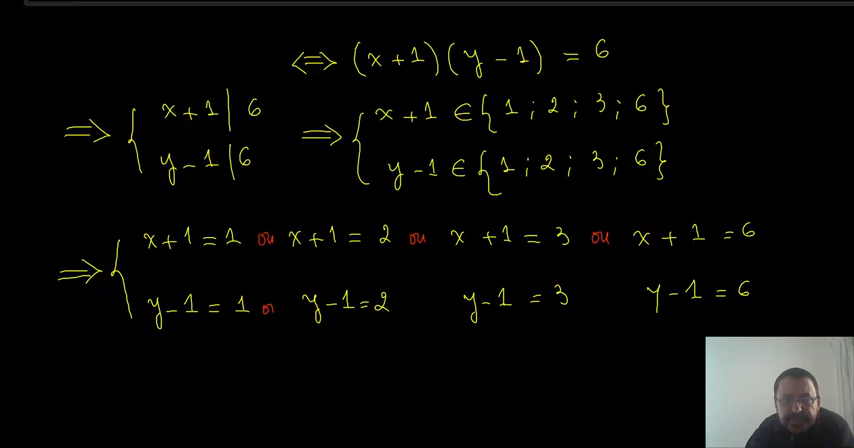 ⇔ (x+1)(y-1) = 6
⇒ { x+1 | 6 ⇒ { x+1 ∈ {1 ; 2 ; 3 ; 6}
y-1 | 6 y-1 ∈ {1 ; 2 ; 3 ; 6}
⇒ { x+1 = 1 ou x+1 = 2 ou x+1 = 3 ou x+1 = 6
y-1 = 1 or y-1 = 2 y-1 = 3 y-1 = 6